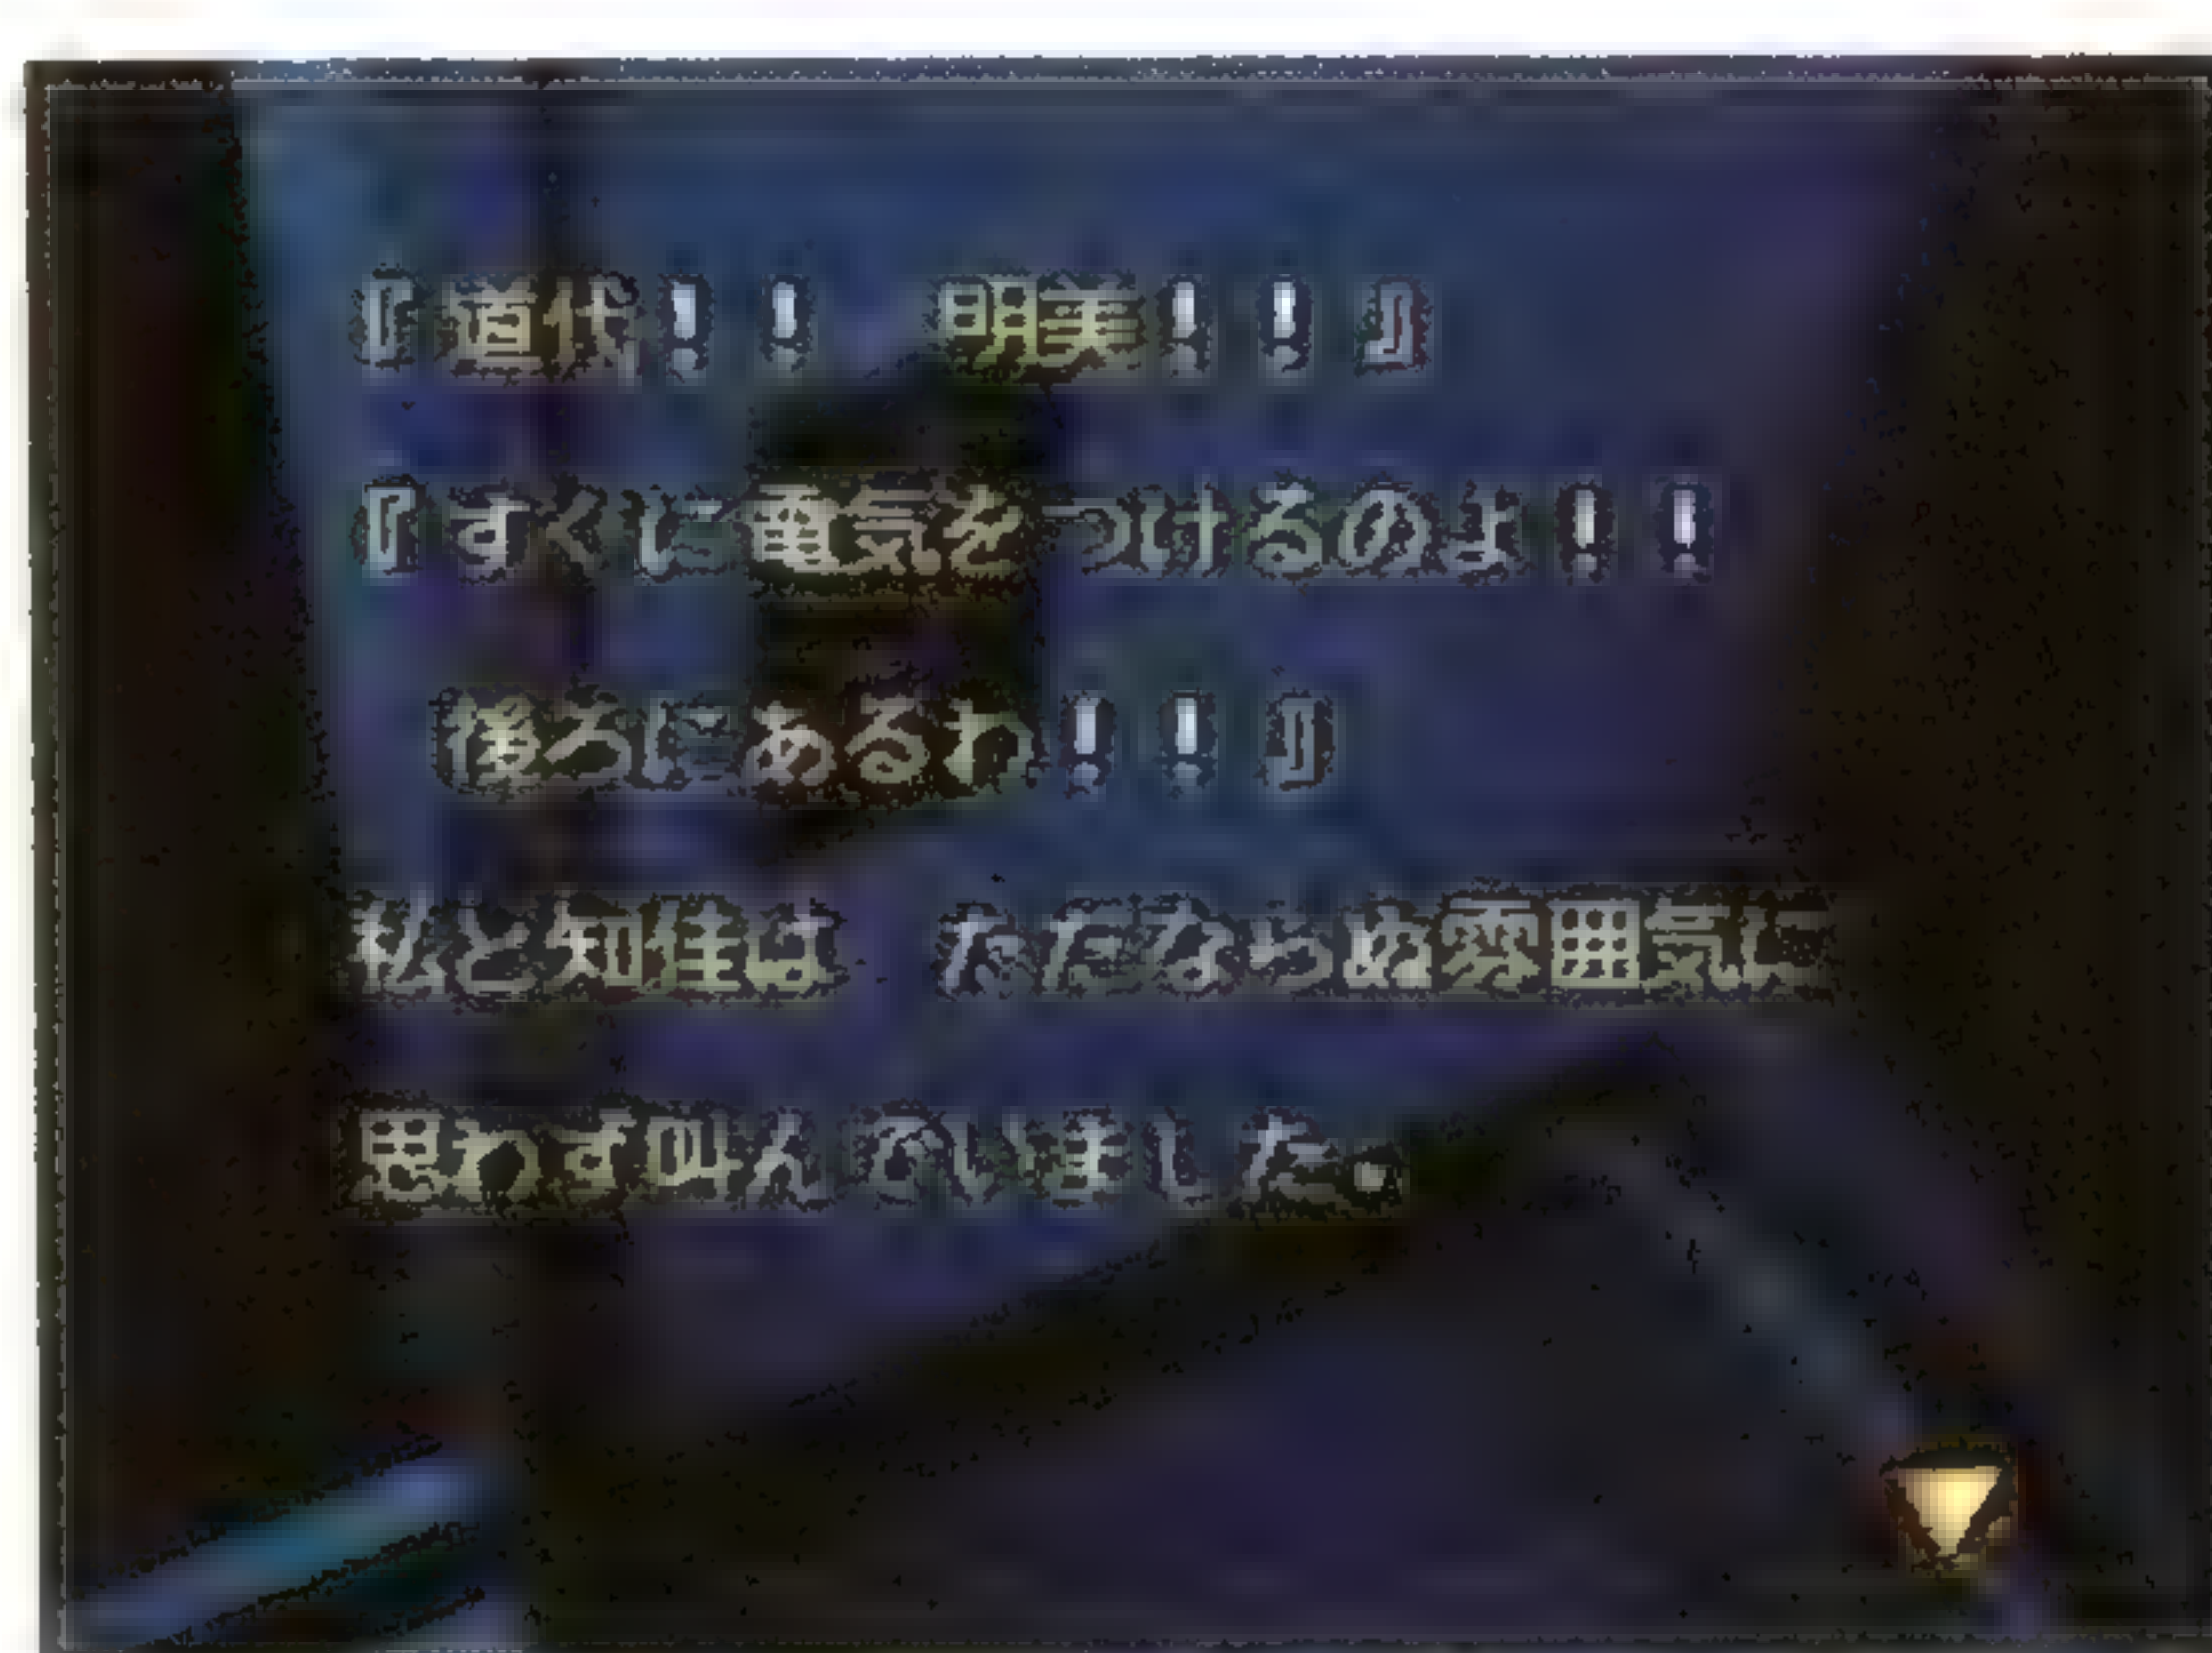 『道代！！　明美！！』
『すぐに電気をつけるのよ！！
　後ろにあるわ！！』
私と知佳は　ただならぬ雰囲気に
思わず叫んでいました。